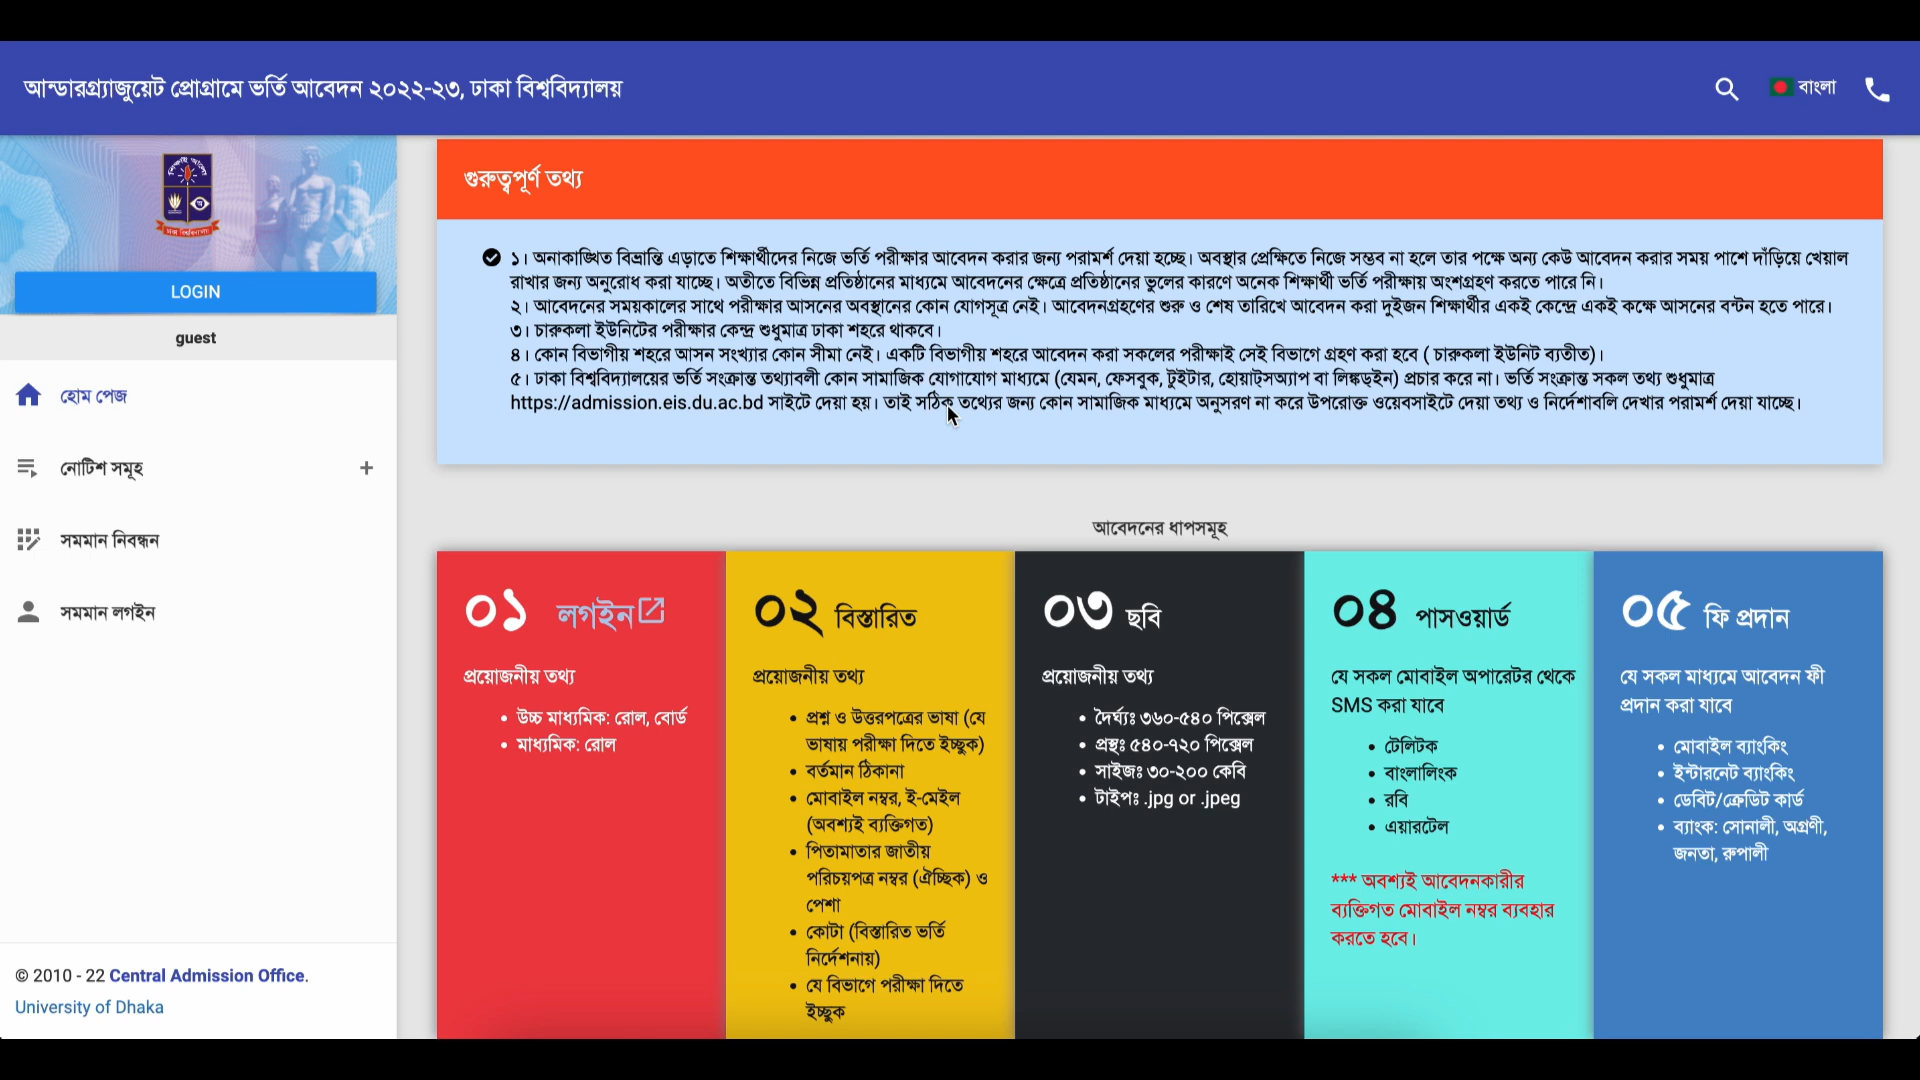 আন্ডারগ্র্যাজুয়েট প্রোগ্রামে ভর্তি আবেদন ২০২২-২৩, ঢাকা বিশ্ববিদ্যালয়
বাংলা
LOGIN
guest
হোম পেজ
নোটিশ সমূহ
+
সমমান নিবন্ধন
সমমান লগইন
© 2010 - 22 Central Admission Office.
University of Dhaka
গুরুত্বপূর্ণ তথ্য
১। অনাকাঙ্খিত বিভ্রান্তি এড়াতে শিক্ষার্থীদের নিজে ভর্তি পরীক্ষার আবেদন করার জন্য পরামর্শ দেয়া হচ্ছে। অবস্থার প্রেক্ষিতে নিজে সম্ভব না হলে তার পক্ষে অন্য কেউ আবেদন করার সময় পাশে দাঁড়িয়ে খেয়াল
রাখার জন্য অনুরোধ করা যাচ্ছে। অতীতে বিভিন্ন প্রতিষ্ঠানের মাধ্যমে আবেদনের ক্ষেত্রে প্রতিষ্ঠানের ভুলের কারণে অনেক শিক্ষার্থী ভর্তি পরীক্ষায় অংশগ্রহণ করতে পারে নি।
২। আবেদনের সময়কালের সাথে পরীক্ষার আসনের অবস্থানের কোন যোগসূত্র নেই। আবেদনগ্রহণের শুরু ও শেষ তারিখে আবেদন করা দুইজন শিক্ষার্থীর একই কেন্দ্রে একই কক্ষে আসনের বন্টন হতে পারে।
৩। চারুকলা ইউনিটের পরীক্ষার কেন্দ্র শুধুমাত্র ঢাকা শহরে থাকবে।
৪। কোন বিভাগীয় শহরে আসন সংখ্যার কোন সীমা নেই। একটি বিভাগীয় শহরে আবেদন করা সকলের পরীক্ষাই সেই বিভাগে গ্রহণ করা হবে ( চারুকলা ইউনিট ব্যতীত)।
৫। ঢাকা বিশ্ববিদ্যালয়ের ভর্তি সংক্রান্ত তথ্যাবলী কোন সামাজিক যোগাযোগ মাধ্যমে (যেমন, ফেসবুক, টুইটার, হোয়াট্সঅ্যাপ বা লিঙ্কড্ইন) প্রচার করে না। ভর্তি সংক্রান্ত সকল তথ্য শুধুমাত্র
https://admission.eis.du.ac.bd সাইটে দেয়া হয়। তাই সঠিক তথ্যের জন্য কোন সামাজিক মাধ্যমে অনুসরণ না করে উপরোক্ত ওয়েবসাইটে দেয়া তথ্য ও নির্দেশাবলি দেখার পরামর্শ দেয়া যাচ্ছে।
আবেদনের ধাপসমূহ
০১ লগইন
প্রয়োজনীয় তথ্য
• উচ্চ মাধ্যমিক: রোল, বোর্ড
• মাধ্যমিক: রোল
০২ বিস্তারিত
প্রয়োজনীয় তথ্য
• প্রশ্ন ও উত্তরপত্রের ভাষা (যে
ভাষায় পরীক্ষা দিতে ইচ্ছুক)
• বর্তমান ঠিকানা
• মোবাইল নম্বর, ই-মেইল
(অবশ্যই ব্যক্তিগত)
• পিতামাতার জাতীয়
পরিচয়পত্র নম্বর (ঐচ্ছিক) ও
পেশা
• কোটা (বিস্তারিত ভর্তি
নির্দেশনায়)
• যে বিভাগে পরীক্ষা দিতে
ইচ্ছুক
০৩ ছবি
প্রয়োজনীয় তথ্য
• দৈর্ঘ্যঃ ৩৬০-৫৪০ পিক্সেল
• প্রস্থঃ ৫৪০-৭২০ পিক্সেল
• সাইজঃ ৩০-২০০ কেবি
• টাইপঃ .jpg or .jpeg
০৪ পাসওয়ার্ড
যে সকল মোবাইল অপারেটর থেকে
SMS করা যাবে
• টেলিটক
• বাংলালিংক
• রবি
• এয়ারটেল
*** অবশ্যই আবেদনকারীর
ব্যক্তিগত মোবাইল নম্বর ব্যবহার
করতে হবে।
০৫ ফি প্রদান
যে সকল মাধ্যমে আবেদন ফী
প্রদান করা যাবে
• মোবাইল ব্যাংকিং
• ইন্টারনেট ব্যাংকিং
• ডেবিট/ক্রেডিট কার্ড
• ব্যাংক: সোনালী, অগ্রণী,
জনতা, রুপালী